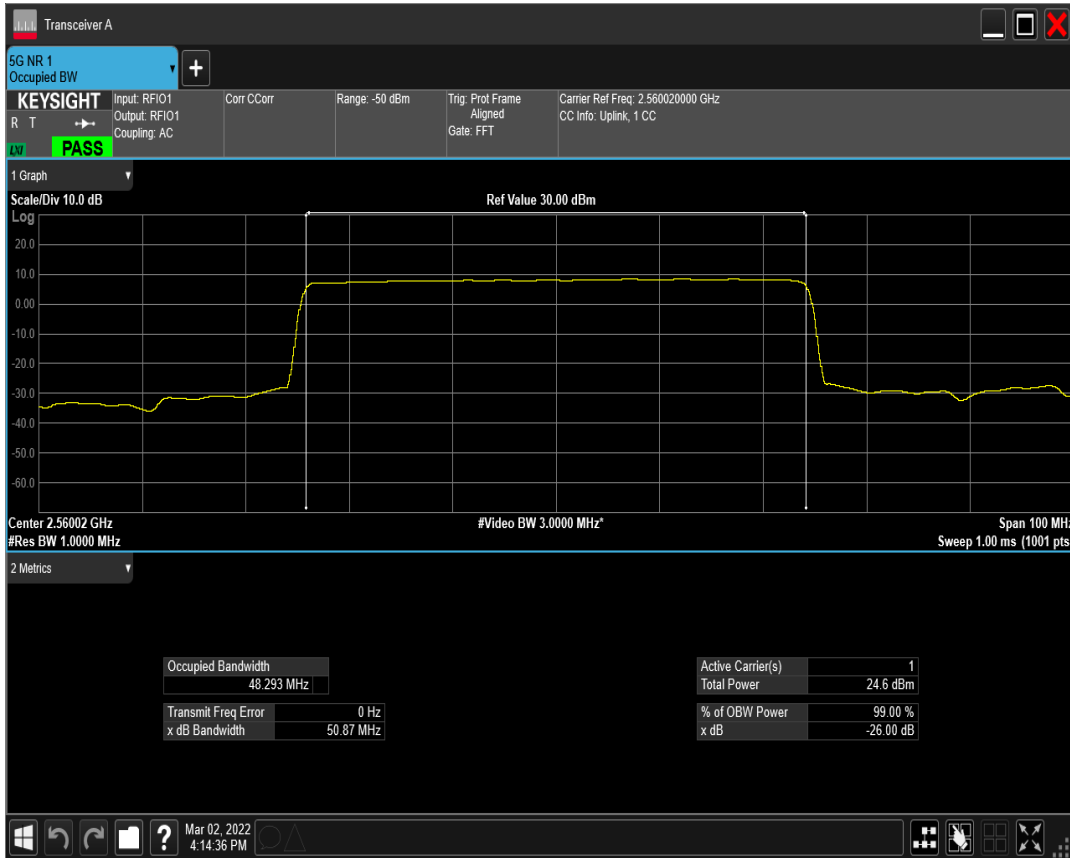 Transceiver A
5G NR 1
Occupied BW
KEYSIGHT
R T
LXI
PASS
Input: RFIO1
Output: RFIO1
Coupling: AC
Corr CCorr
Range: -50 dBm
Trig: Prot Frame
Aligned
Gate: FFT
Carrier Ref Freq: 2.560020000 GHz
CC Info: Uplink, 1 CC
1 Graph
Scale/Div 10.0 dB
Ref Value 30.00 dBm
Log
20.0
10.0
0.00
-10.0
-20.0
-30.0
-40.0
-50.0
-60.0
Center 2.56002 GHz
#Video BW 3.0000 MHz*
Span 100 MHz
#Res BW 1.0000 MHz
Sweep 1.00 ms (1001 pts
2 Metrics
Occupied Bandwidth
48.293 MHz
Transmit Freq Error 0 Hz
x dB Bandwidth 50.87 MHz
Active Carrier(s) 1
Total Power 24.6 dBm
% of OBW Power 99.00 %
x dB -26.00 dB
?
Mar 02, 2022
4:14:36 PM